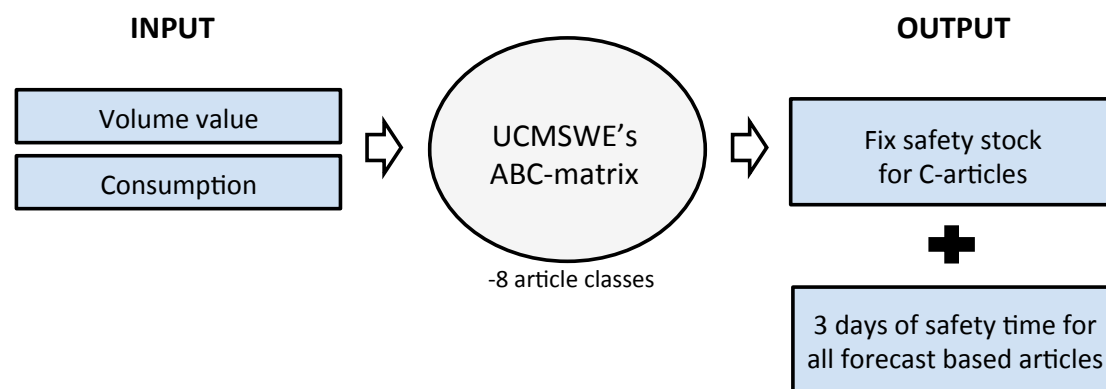 INPUT
Volume value
Consumption
UCMSWE’s
ABC-matrix
-8 article classes
OUTPUT
Fix safety stock
for C-articles
3 days of safety time for
all forecast based articles